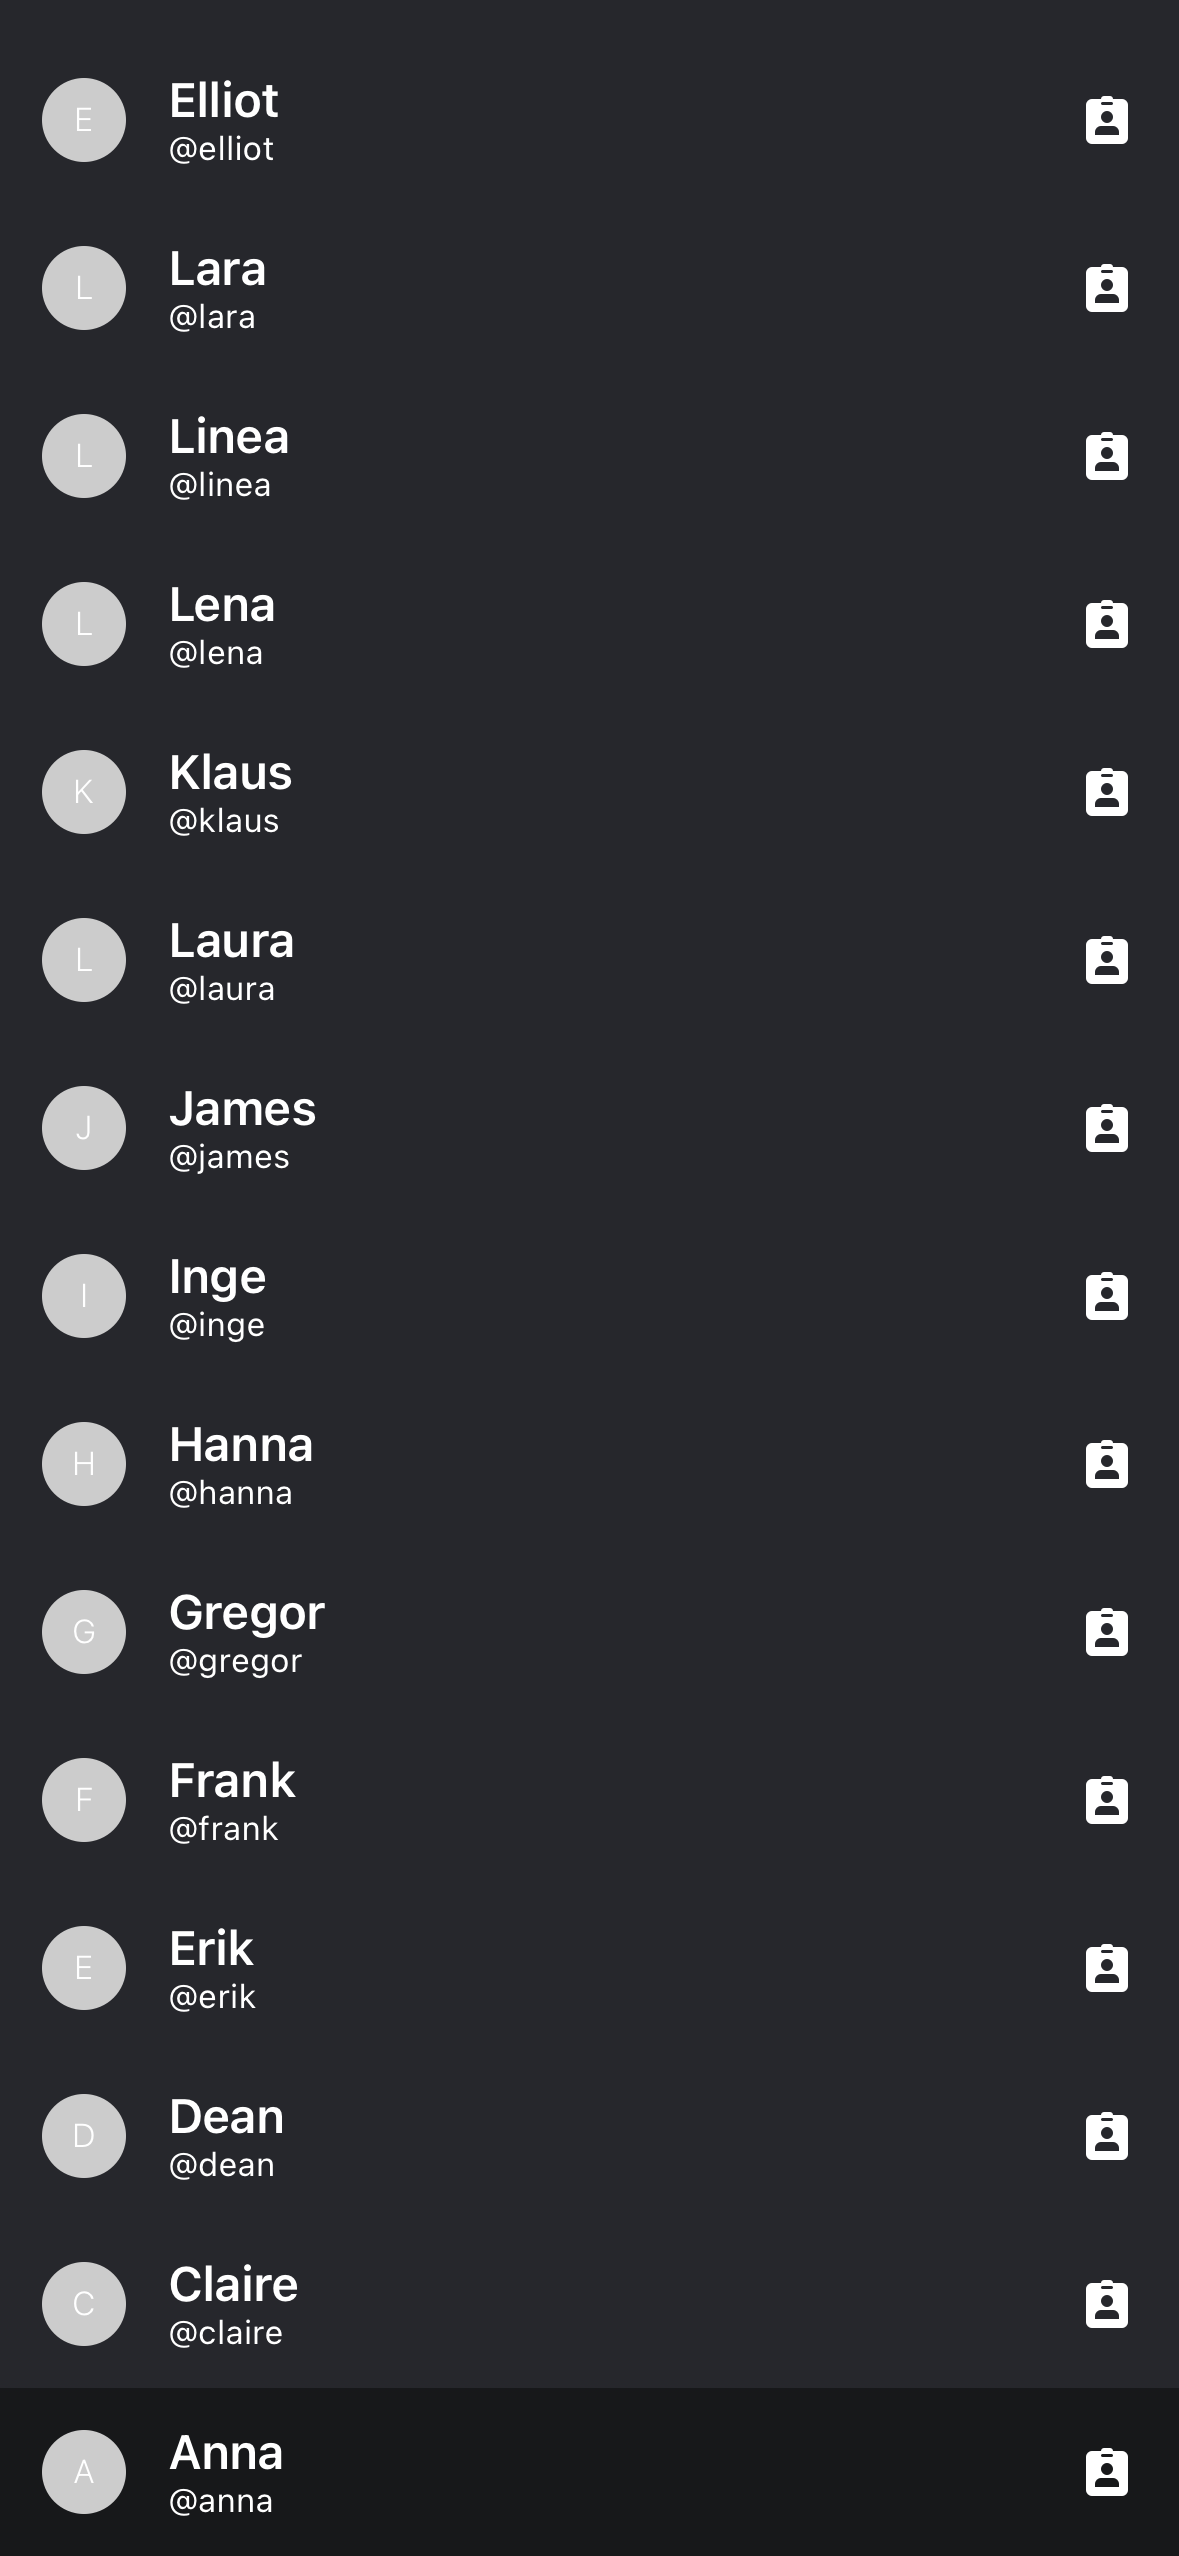 E
Elliot
@elliot
L
Lara
@lara
L
Linea
@linea
L
Lena
@lena
K
Klaus
@klaus
L
Laura
@laura
J
James
@james
I
Inge
@inge
H
Hanna
@hanna
G
Gregor
@gregor
F
Frank
@frank
E
Erik
@erik
D
Dean
@dean
C
Claire
@claire
A
Anna
@anna